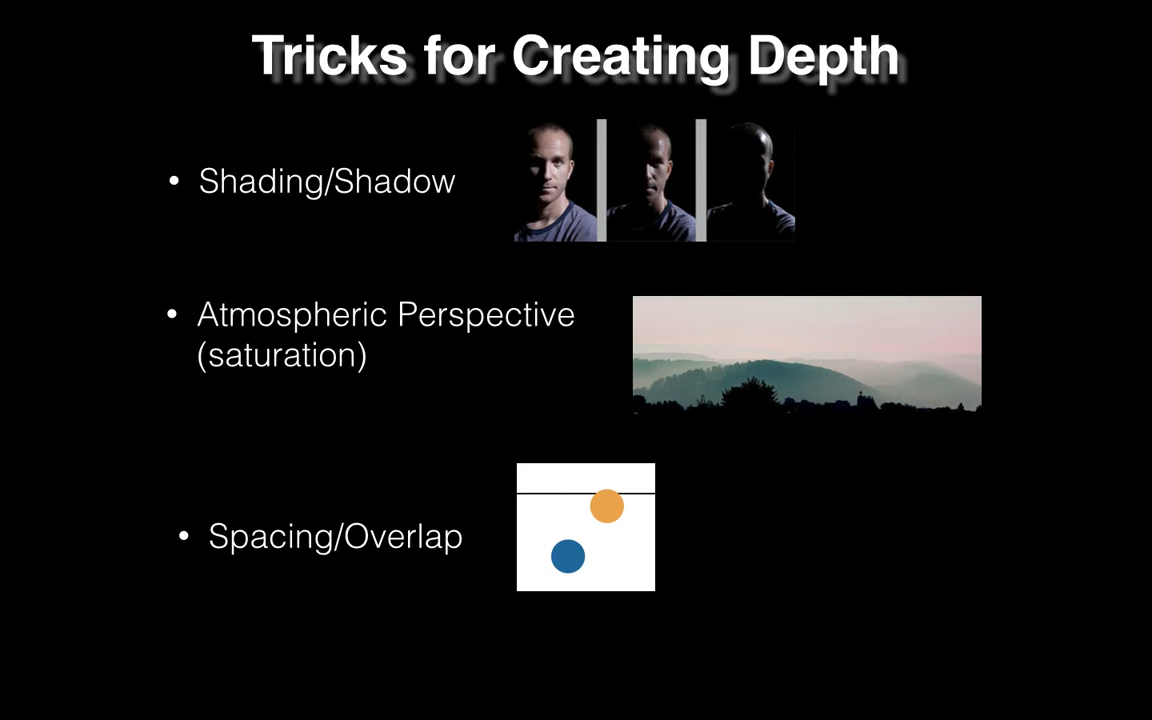 Tricks for Creating Depth
• Shading/Shadow
• Atmospheric Perspective
(saturation)
• Spacing/Overlap